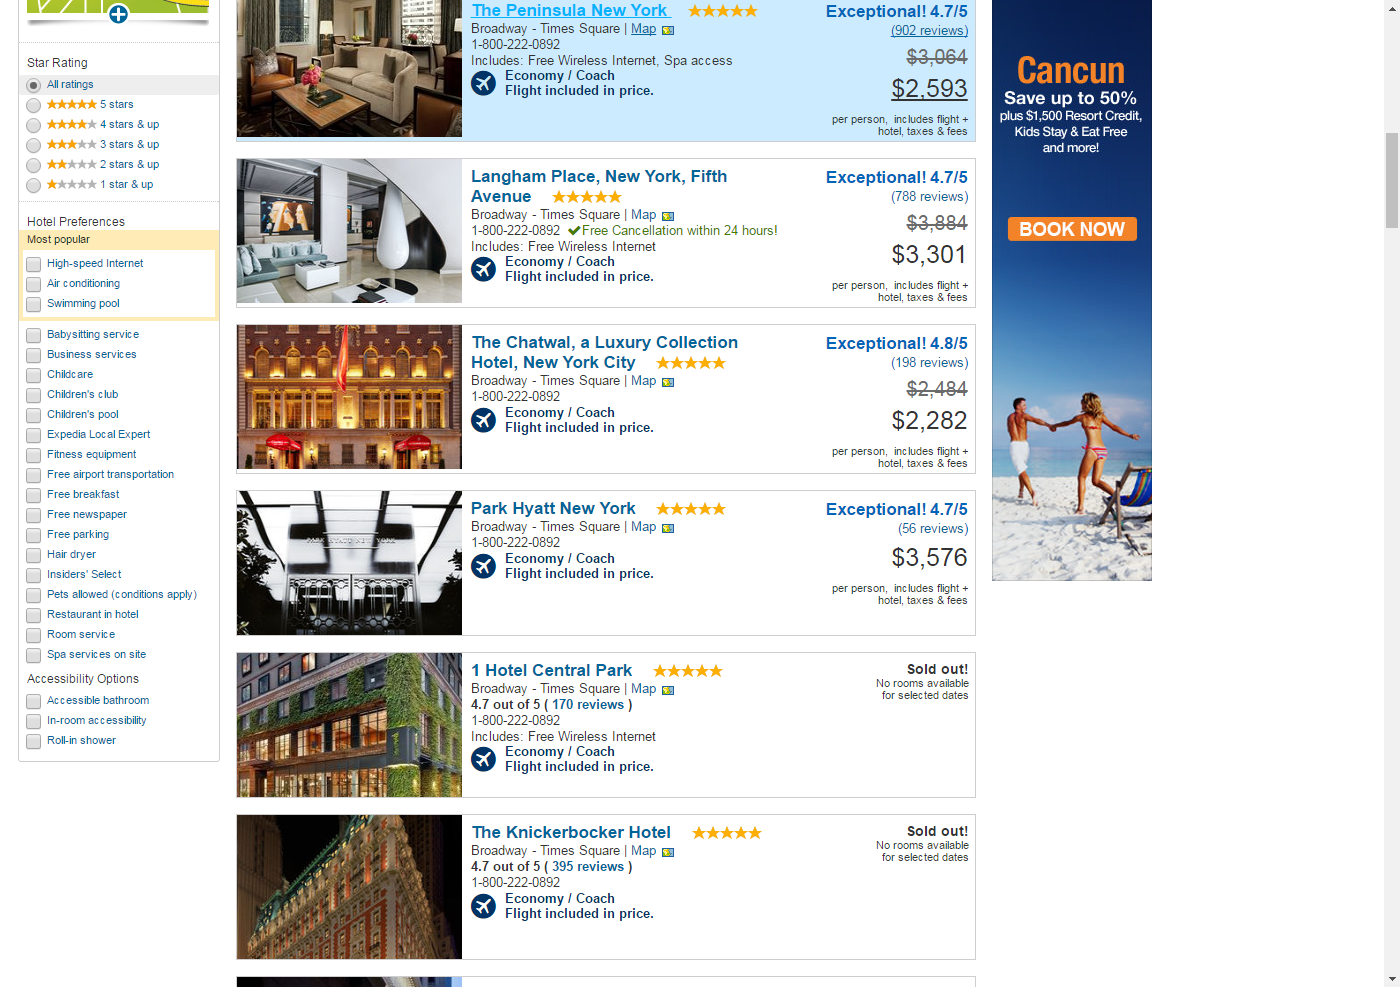 Star Rating
All ratings
5 stars
4 stars & up
3 stars & up
2 stars & up
1 star & up
Hotel Preferences
Most popular
High-speed Internet
Air conditioning
Swimming pool
Babysitting service
Business services
Childcare
Children's club
Children's pool
Expedia Local Expert
Fitness equipment
Free airport transportation
Free breakfast
Free newspaper
Free parking
Hair dryer
Insiders' Select
Pets allowed (conditions apply)
Restaurant in hotel
Room service
Spa services on site
Accessibility Options
Accessible bathroom
In-room accessibility
Roll-in shower
The Peninsula New York
Broadway - Times Square | Map
1-800-222-0892
Includes: Free Wireless Internet, Spa access
Economy / Coach
Flight included in price.
Exceptional! 4.7/5
(902 reviews)
$3,064
$2,593
per person, includes flight +
hotel, taxes & fees
Langham Place, New York, Fifth
Avenue
Broadway - Times Square | Map
1-800-222-0892 Free Cancellation within 24 hours!
Includes: Free Wireless Internet
Economy / Coach
Flight included in price.
Exceptional! 4.7/5
(788 reviews)
$3,884
$3,301
per person, includes flight +
hotel, taxes & fees
The Chatwal, a Luxury Collection
Hotel, New York City
Broadway - Times Square | Map
1-800-222-0892
Economy / Coach
Flight included in price.
Exceptional! 4.8/5
(198 reviews)
$2,484
$2,282
per person, includes flight +
hotel, taxes & fees
PARK HYATT NEW YORK
Park Hyatt New York
Broadway - Times Square | Map
1-800-222-0892
Economy / Coach
Flight included in price.
Exceptional! 4.7/5
(56 reviews)
$3,576
per person, includes flight +
hotel, taxes & fees
1 Hotel Central Park
Broadway - Times Square | Map
4.7 out of 5 ( 170 reviews )
1-800-222-0892
Includes: Free Wireless Internet
Economy / Coach
Flight included in price.
Sold out!
No rooms available
for selected dates
The Knickerbocker Hotel
Broadway - Times Square | Map
4.7 out of 5 ( 395 reviews )
1-800-222-0892
Economy / Coach
Flight included in price.
Sold out!
No rooms available
for selected dates
Cancun
Save up to 50%
plus $1,500 Resort Credit,
Kids Stay & Eat Free
and more!
BOOK NOW